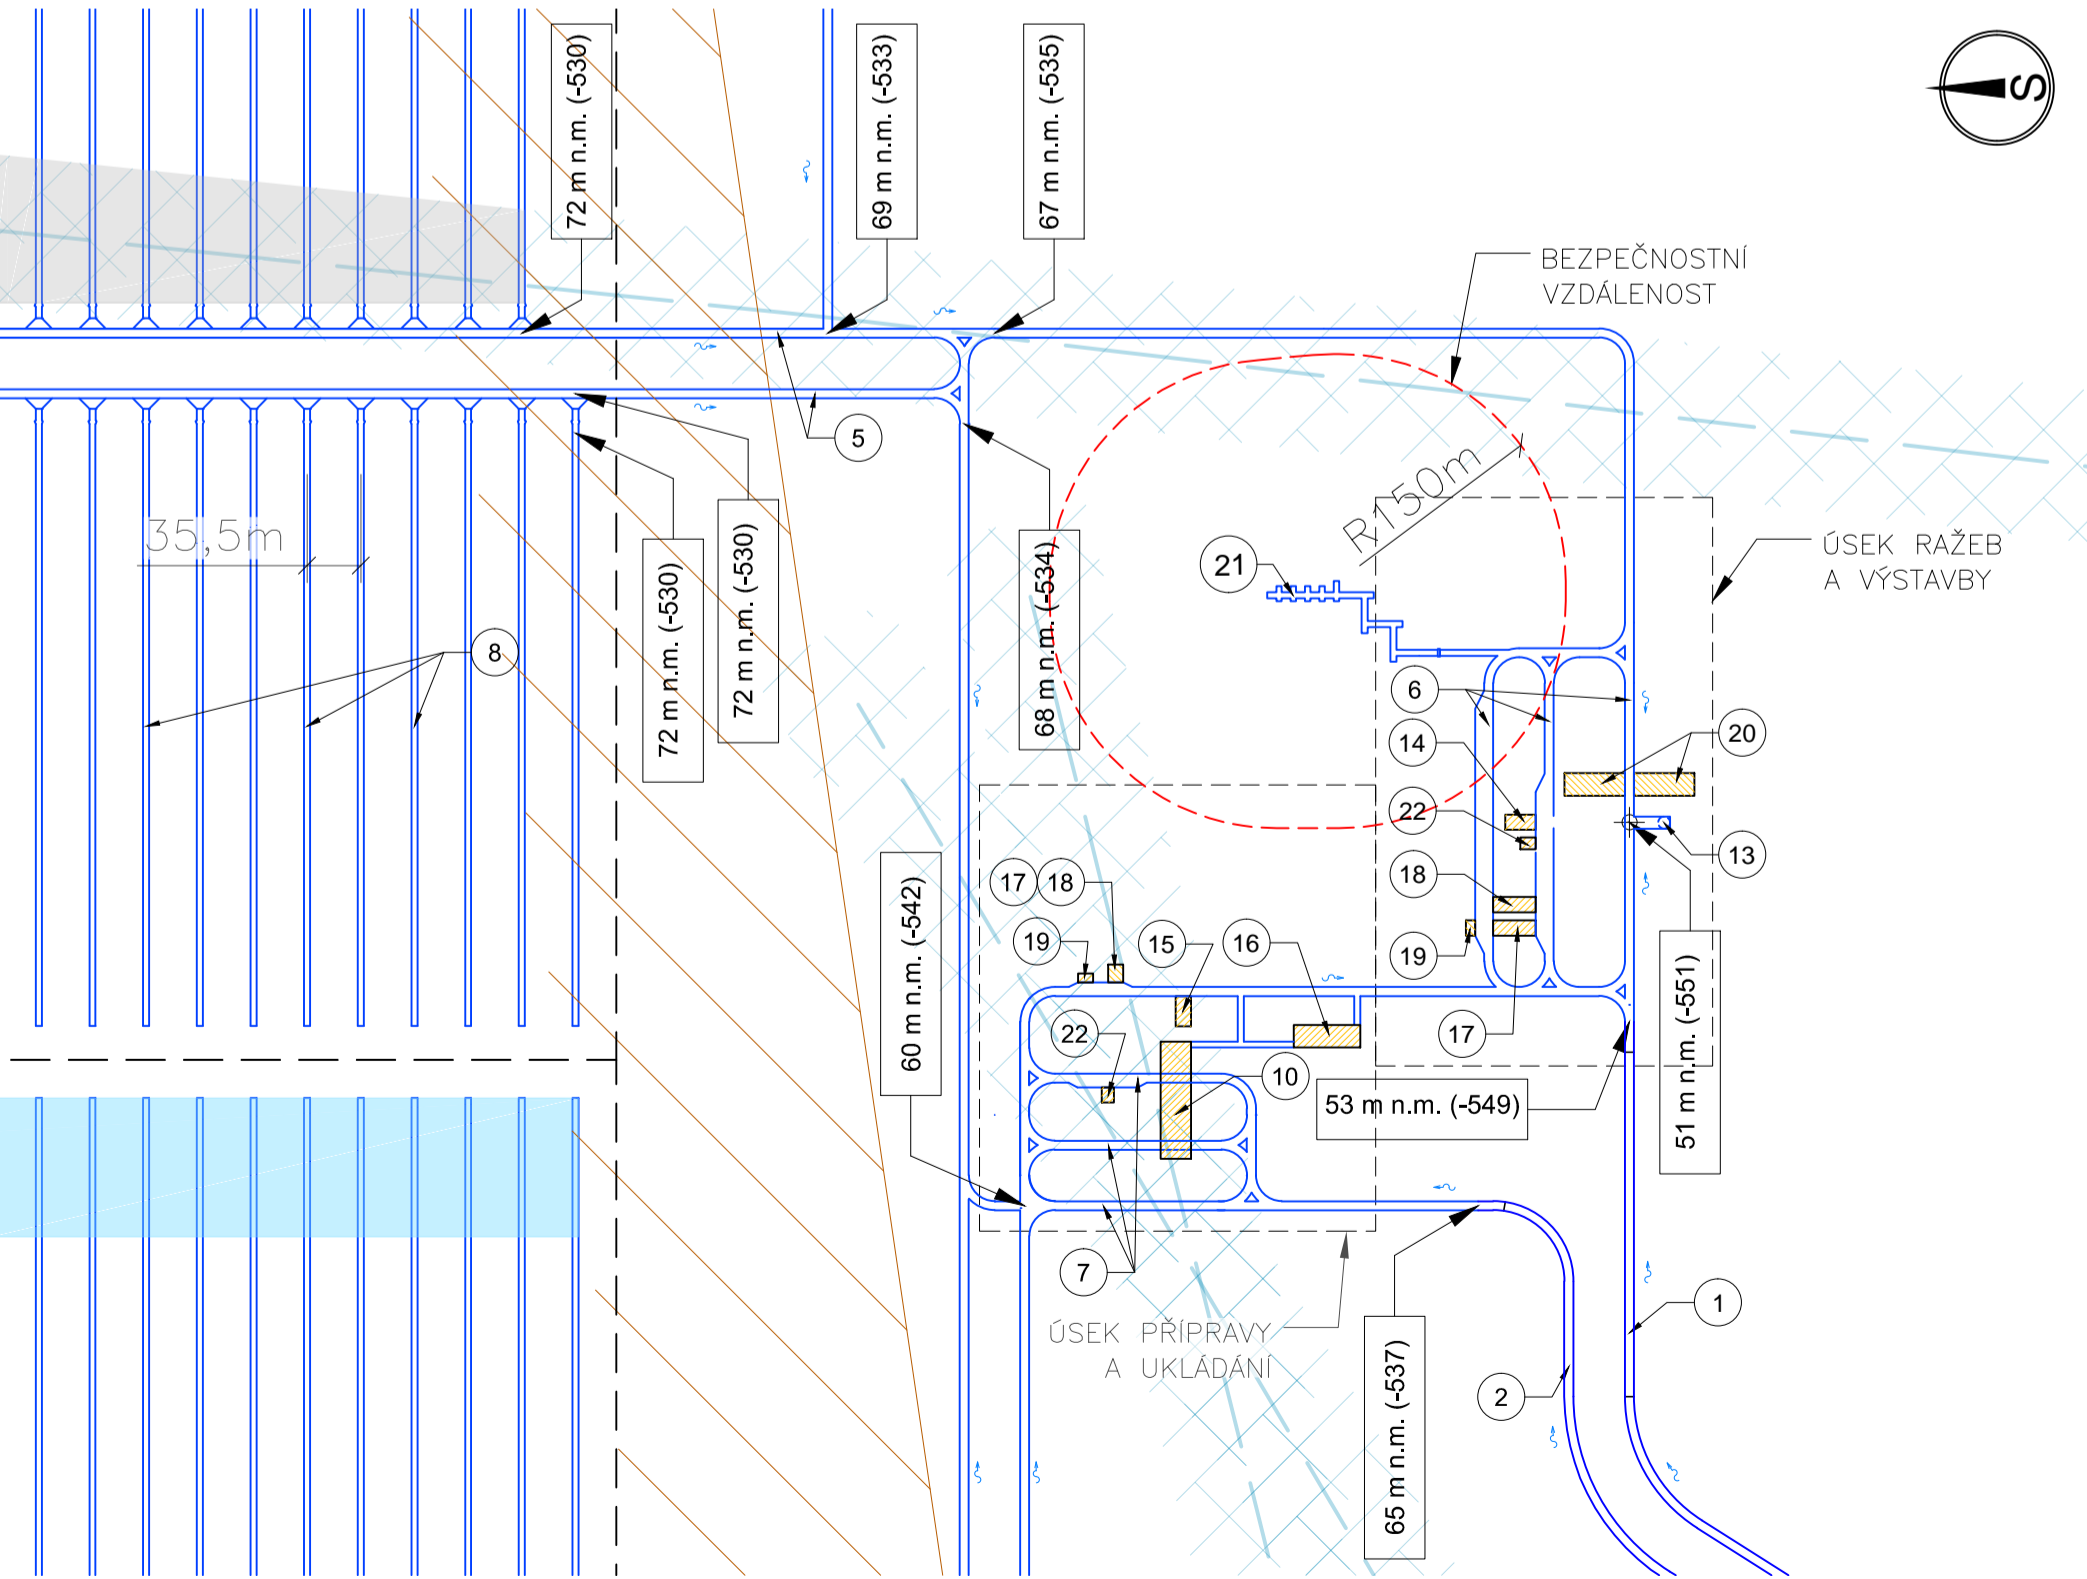 72 m n.m. (-530)
69 m n.m. (-533)
67 m n.m. (-535)
S
BEZPEČNOSTNÍ
VZDÁLENOST
5
R150m
35,5m
72 m n.m. (-530)
72 m n.m. (-530)
68 m n.m. (-534)
21
ÚSEK RAŽEB
A VÝSTAVBY
8
6
14
20
22
13
18
17
18
60 m n.m. (-542)
19
15
16
19
51 m n.m. (-551)
22
17
10
53 m n.m. (-549)
7
1
ÚSEK PŘÍPRAVY
A UKLÁDÁNÍ
65 m n.m. (-537)
2